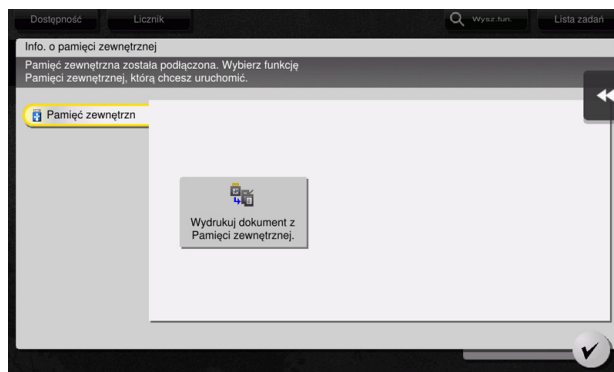 Dostępność
Licznik
Wysz.fun.
Lista zadań
Info. o pamięci zewnętrznej
Pamięć zewnętrzna została podłączona. Wybierz funkcję
Pamięci zewnętrznej, którą chcesz uruchomić.
Pamięć zewnętrzn
Wydrukuj dokument z
Pamięci zewnętrznej.